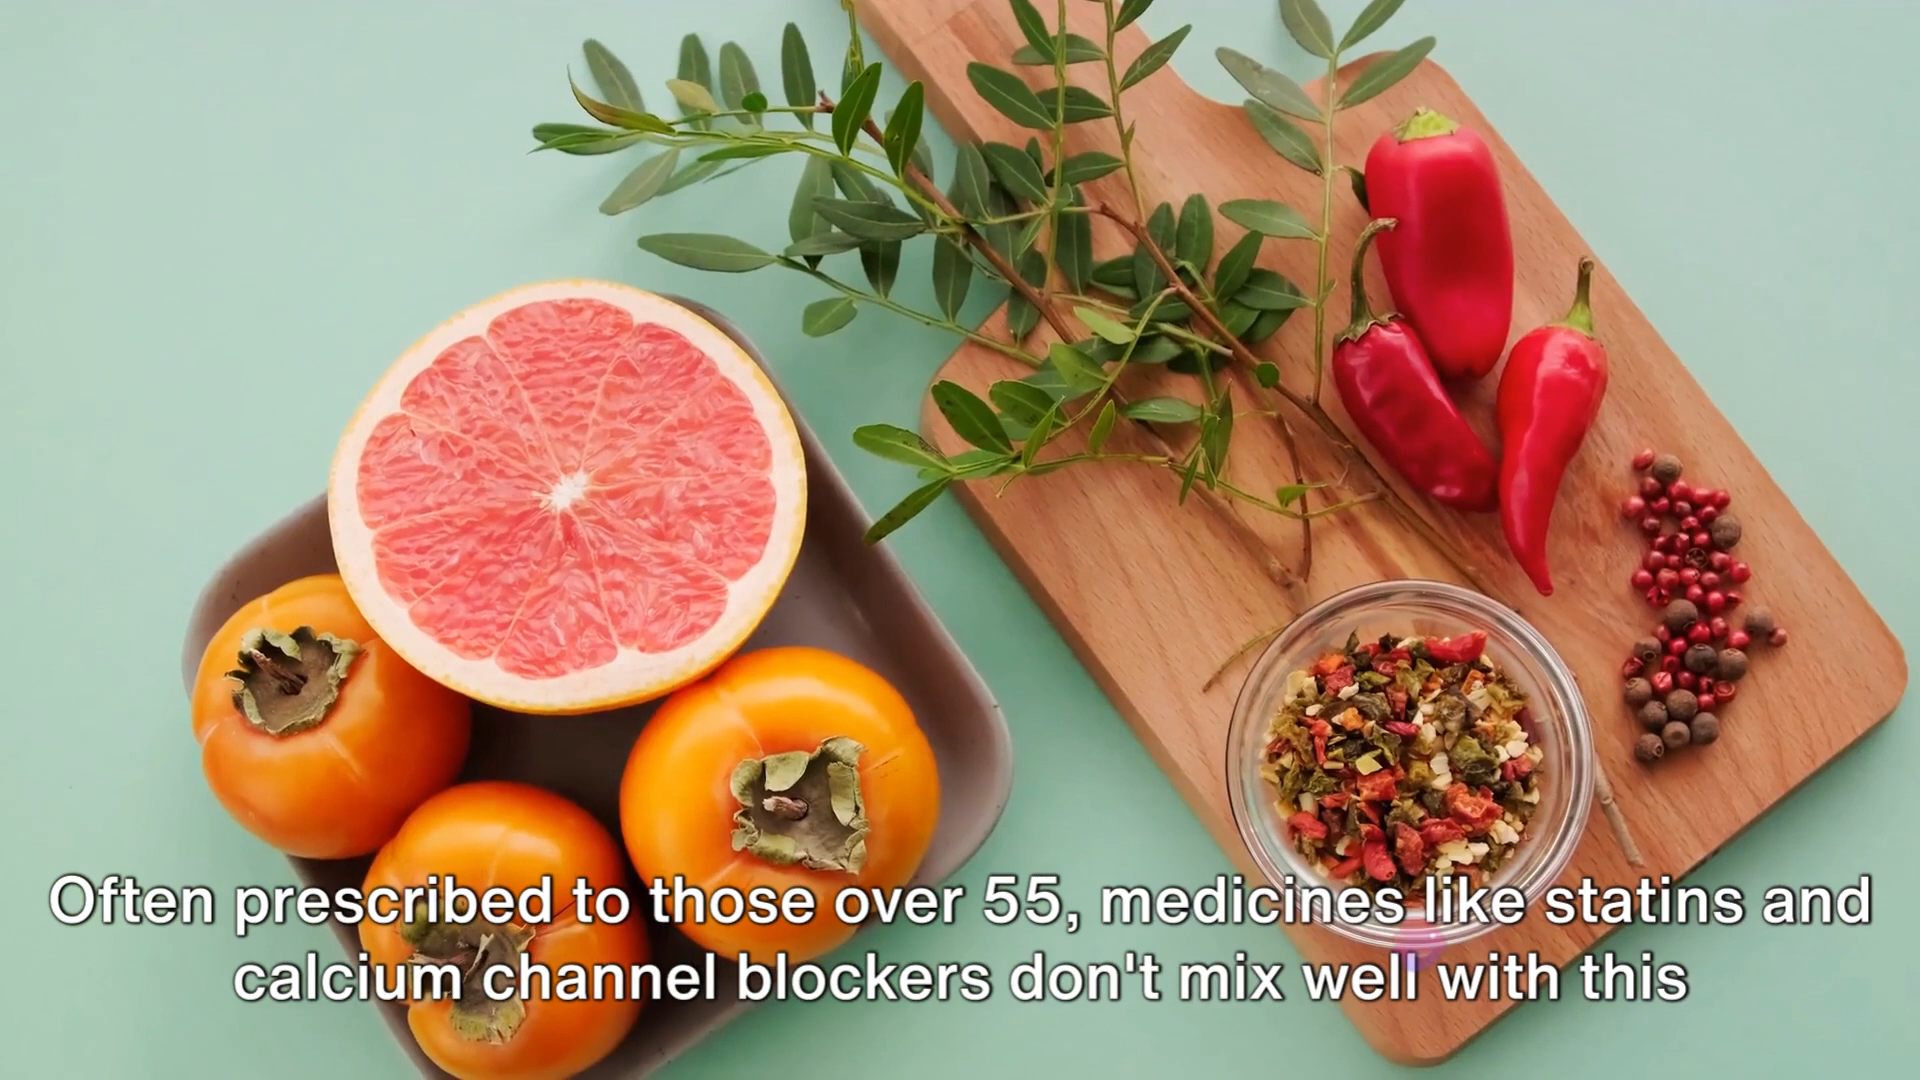 Often prescribed to those over 55, medicines like statins and
calcium channel blockers don't mix well with this